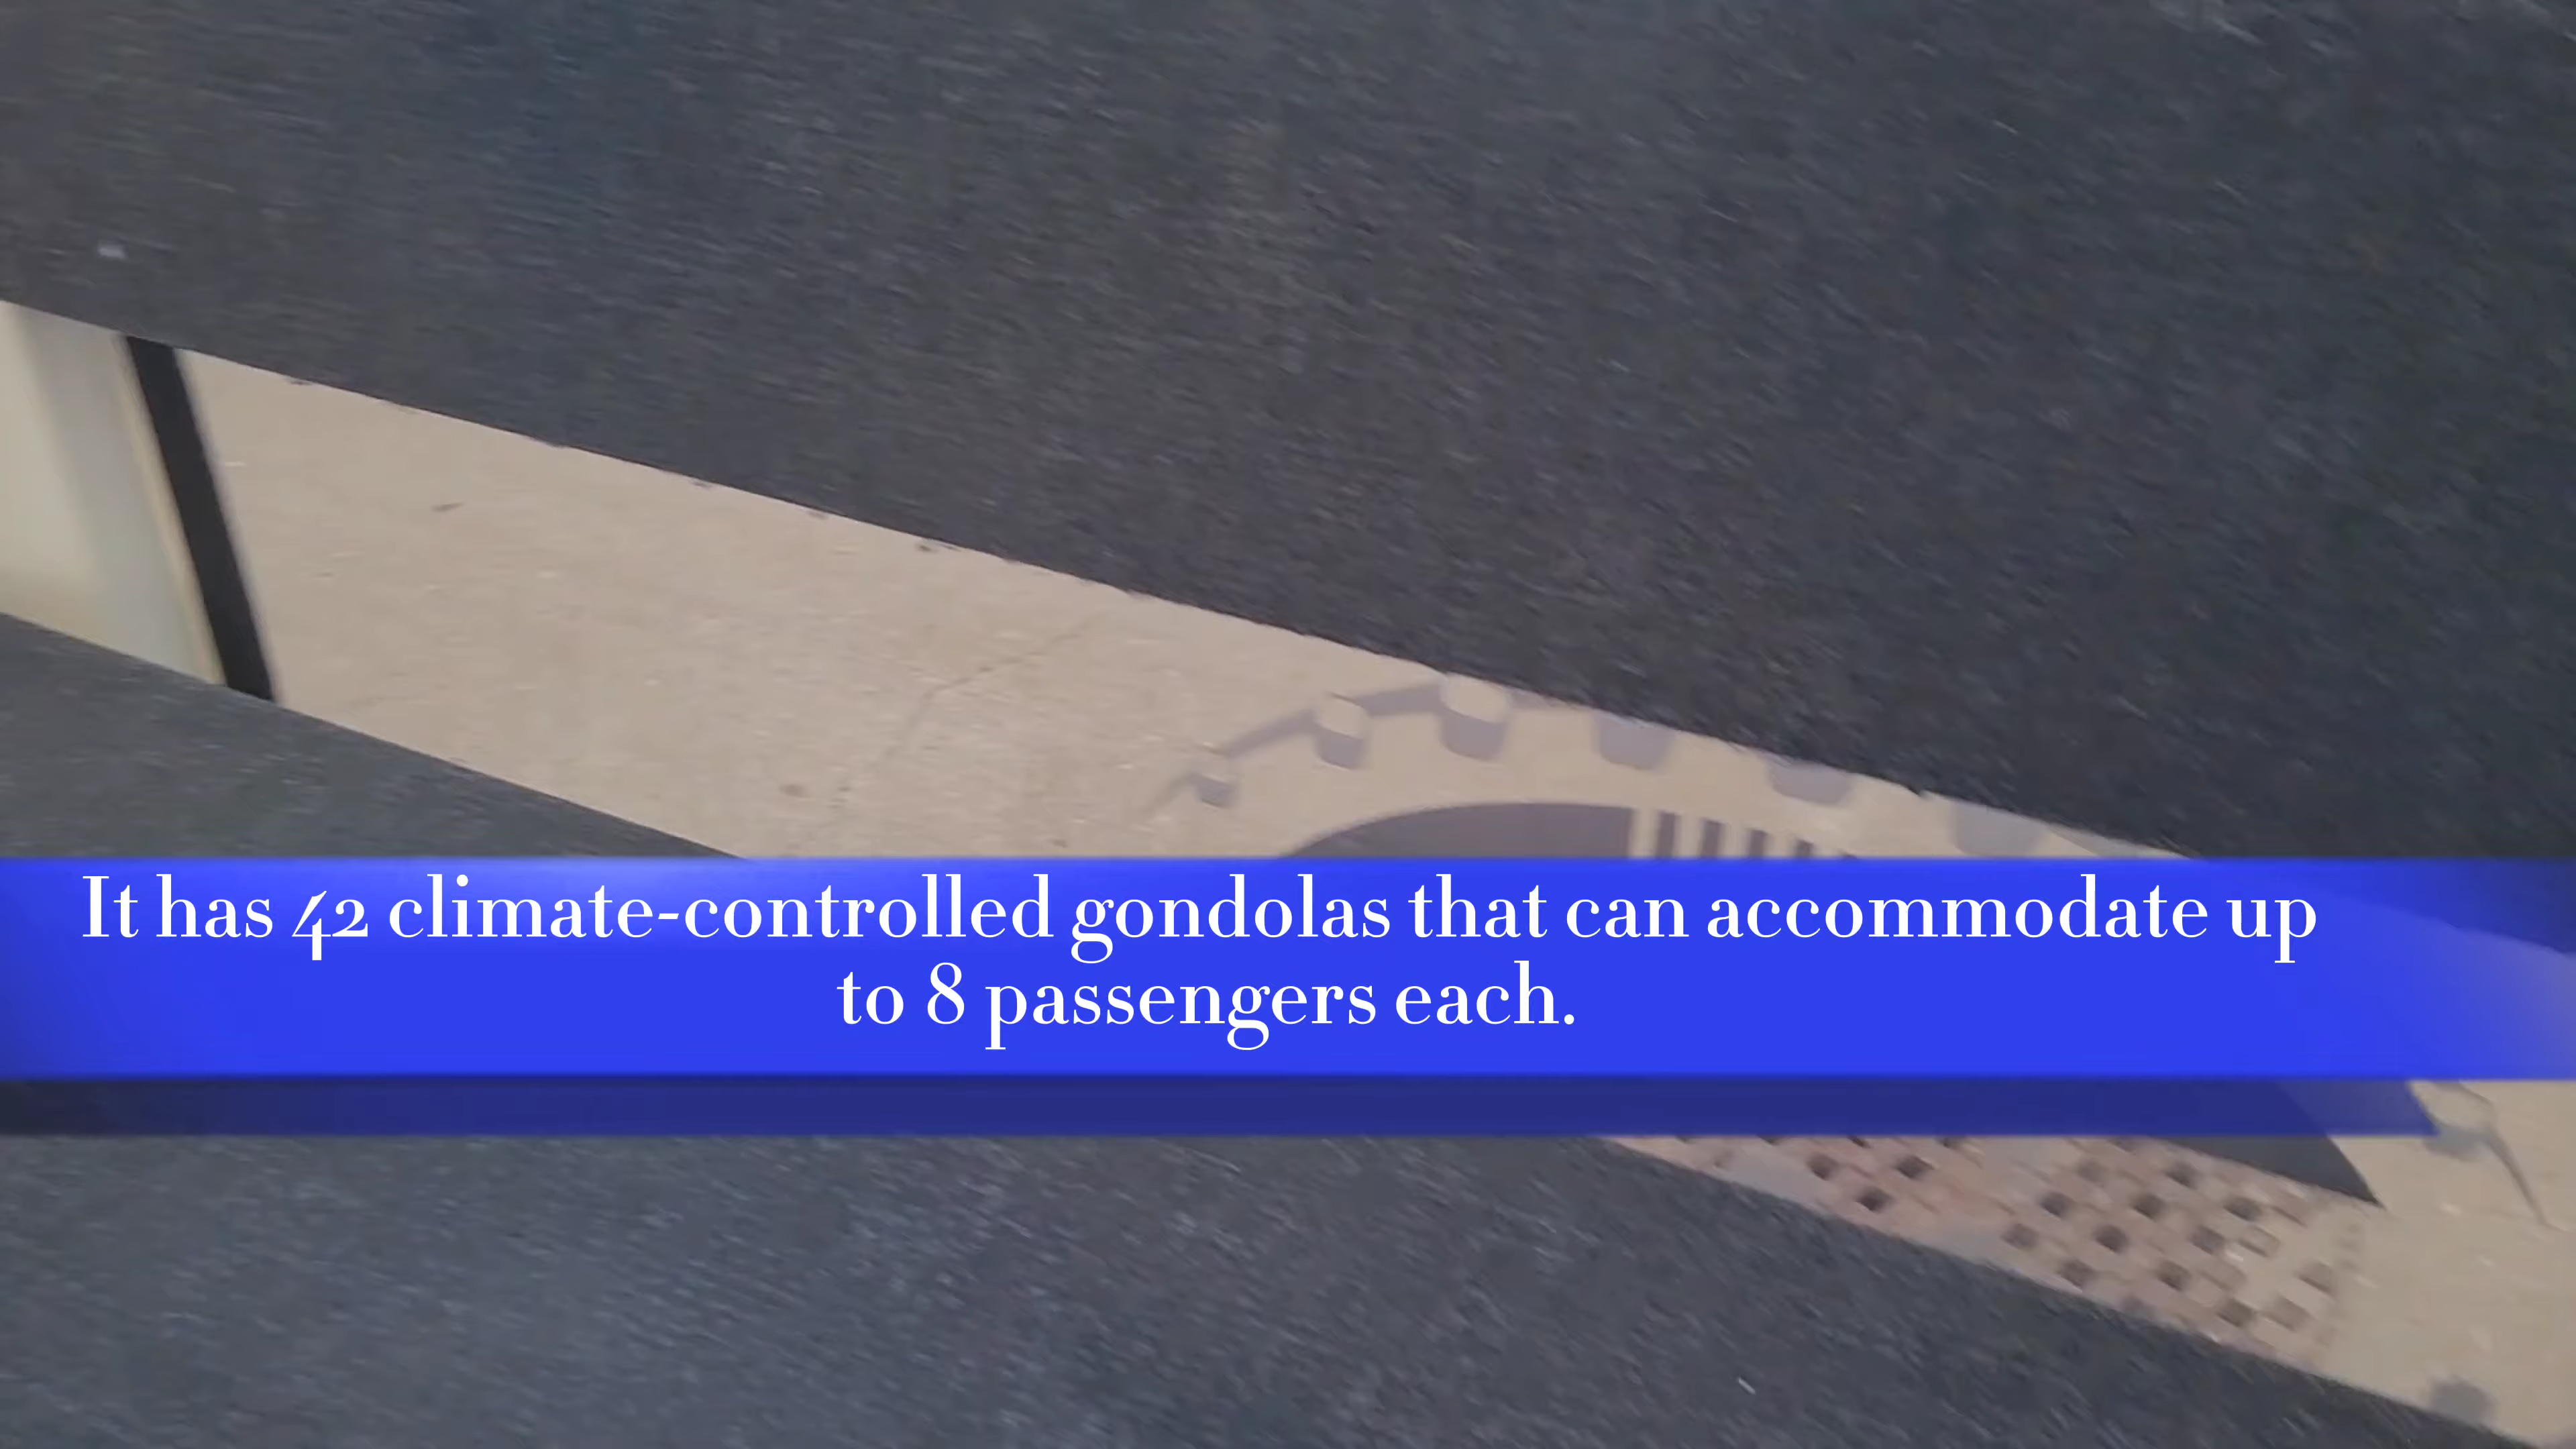 It has 42 climate-controlled gondolas that can accommodate up
to 8 passengers each.